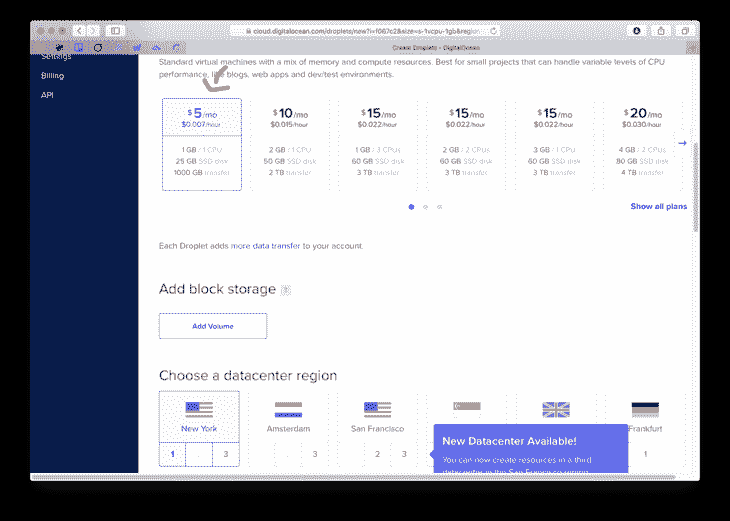 cloud.digitalocean.com/droplets/new?i=f067c2&size=s-1vcpu-1gb&region
Create Droplets - DigitalOcean
Settings
Billing
API
Standard virtual machines with a mix of memory and compute resources. Best for small projects that can handle variable levels of CPU
performance, like blogs, web apps and dev/test environments.
$5/mo
$0.007/hour
1 GB / 1 CPU
25 GB SSD disk
1000 GB transfer
$10/mo
$0.015/hour
2 GB / 1 CPU
50 GB SSD disk
2 TB transfer
$15/mo
$0.022/hour
1 GB / 3 CPUs
60 GB SSD disk
3 TB transfer
$15/mo
$0.022/hour
2 GB / 2 CPUs
60 GB SSD disk
3 TB transfer
$15/mo
$0.022/hour
3 GB / 1 CPU
60 GB SSD disk
3 TB transfer
$20/mo
$0.030/hour
4 GB / 2 CPUs
80 GB SSD disk
4 TB transfer
Show all plans
Each Droplet adds more data transfer to your account.
Add block storage
Add Volume
Choose a datacenter region
New York
1 3
Amsterdam
3
San Francisco
2 3
Frankfurt
1
New Datacenter Available!
You can now create resources in a third
datacenter in the San Francisco region